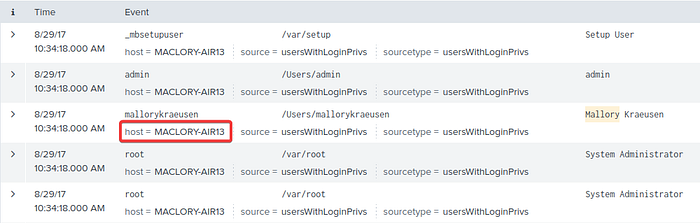 i Time Event
8/29/17 _mbsetupuser /var/setup Setup User
10:34:18.000 AM host = MACLORY-AIR13 source = usersWithLoginPrivs sourcetype = usersWithLoginPrivs
8/29/17 admin /Users/admin admin
10:34:18.000 AM host = MACLORY-AIR13 source = usersWithLoginPrivs sourcetype = usersWithLoginPrivs
8/29/17 mallorykraeusen /Users/mallorykraeusen Mallory Kraeusen
10:34:18.000 AM host = MACLORY-AIR13 source = usersWithLoginPrivs sourcetype = usersWithLoginPrivs
8/29/17 root /var/root System Administrator
10:34:18.000 AM host = MACLORY-AIR13 source = usersWithLoginPrivs sourcetype = usersWithLoginPrivs
8/29/17 root /var/root System Administrator
10:34:18.000 AM host = MACLORY-AIR13 source = usersWithLoginPrivs sourcetype = usersWithLoginPrivs